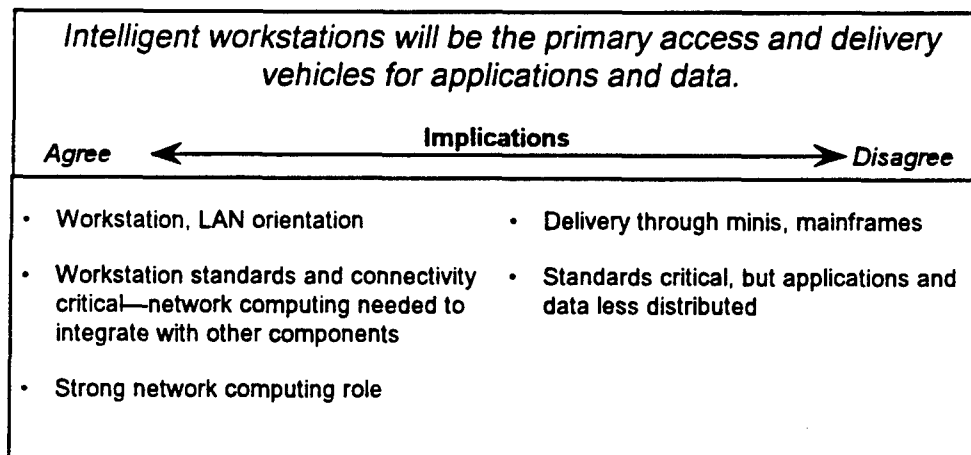 Intelligent workstations will be the primary access and delivery
vehicles for applications and data.
Implications
Agree
Disagree
• Workstation, LAN orientation
• Workstation standards and connectivity
critical—network computing needed to
integrate with other components
• Strong network computing role
• Delivery through minis, mainframes
• Standards critical, but applications and
data less distributed